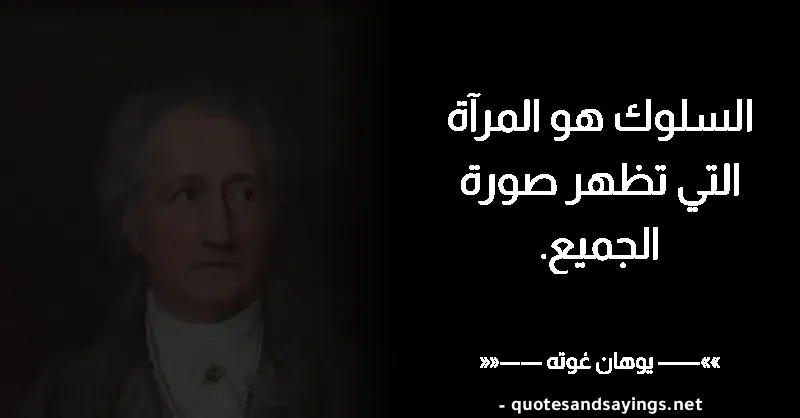 السلوك هو المرآة
التي تظهر صورة
الجميع.
»»—— يوهان غوته ——««
- quotesandsayings.net